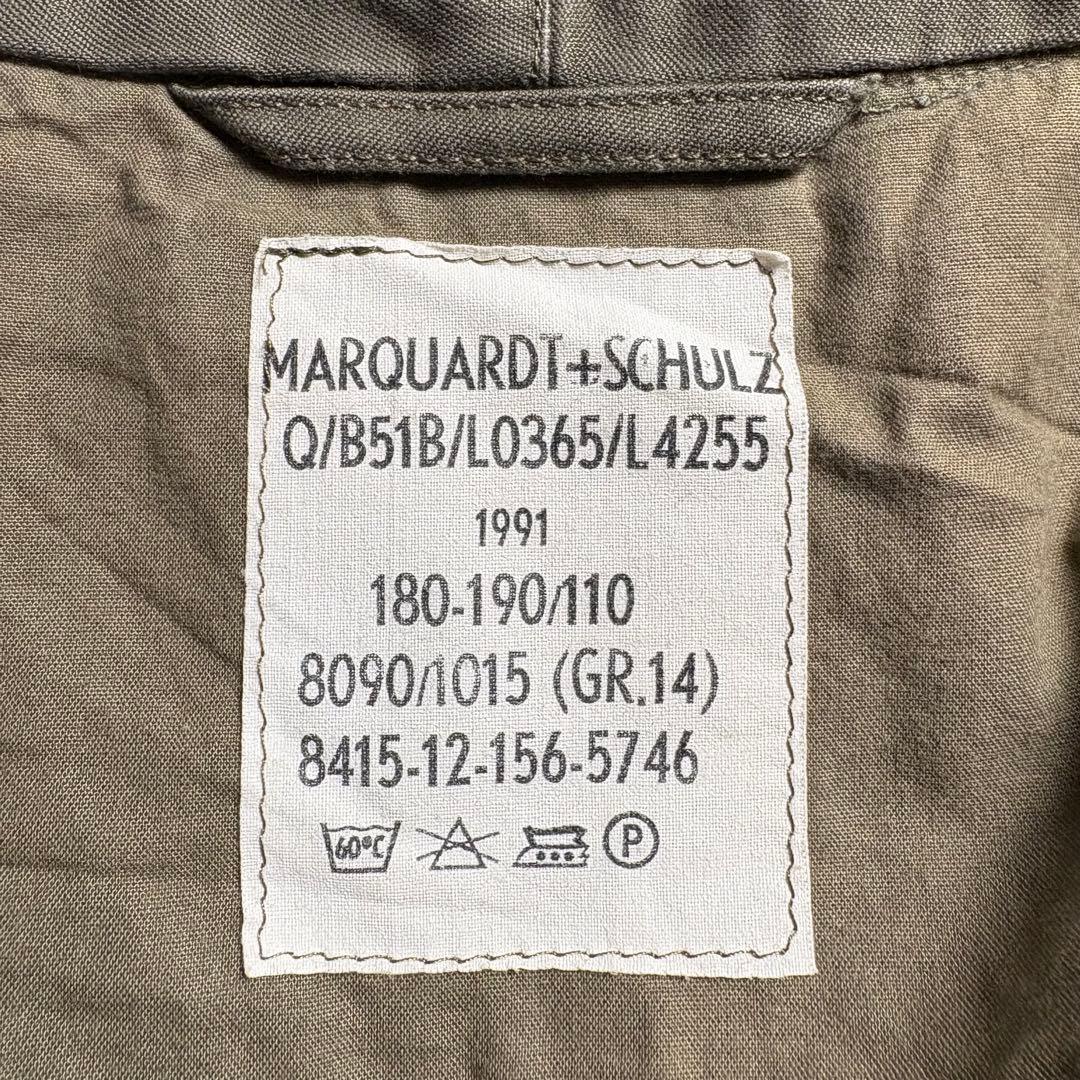 MARQUARDT+SCHULZ
Q/B51B/L0365/L4255
1991
180-190/110
8090/1015 (GR.14)
8415-12-156-5746
60°C P